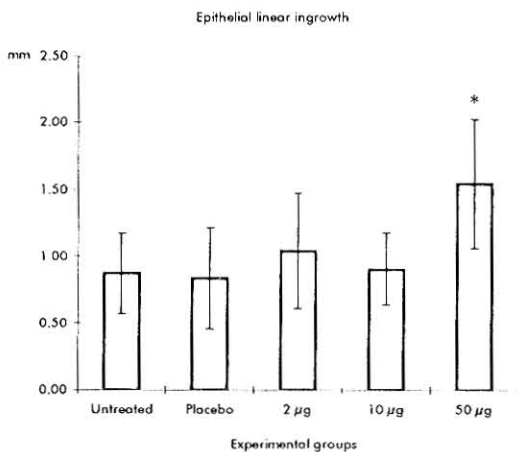 Epithelial linear ingrowth
mm 2.50
2.00
*
1.50
1.00
0.50
0.00
Untreated Placebo 2 µg 10 µg 50 µg
Experimental groups